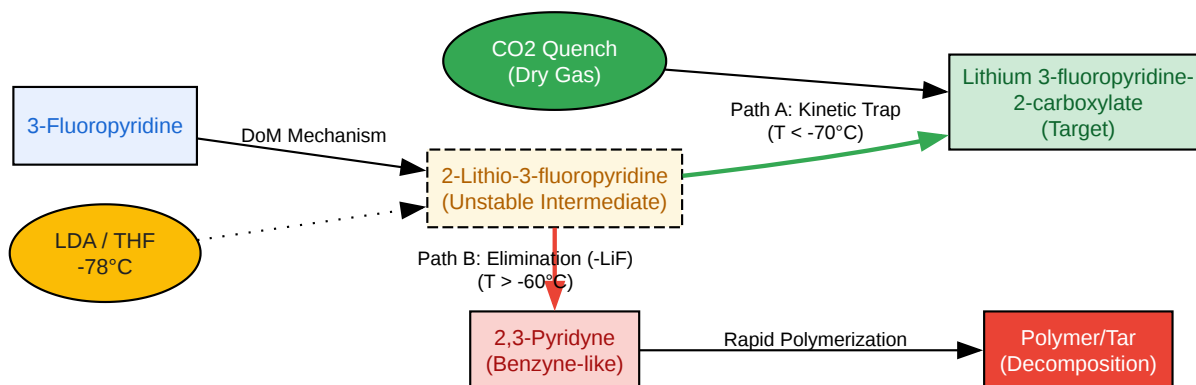 CO2 Quench
(Dry Gas)
3-Fluoropyridine
DoM Mechanism
LDA / THF
-78°C
2-Lithio-3-fluoropyridine
(Unstable Intermediate)
Path A: Kinetic Trap
(T < -70°C)
Lithium 3-fluoropyridine-
2-carboxylate
(Target)
Path B: Elimination (-LiF)
(T > -60°C)
2,3-Pyridyne
(Benzyne-like)
Rapid Polymerization
Polymer/Tar
(Decomposition)